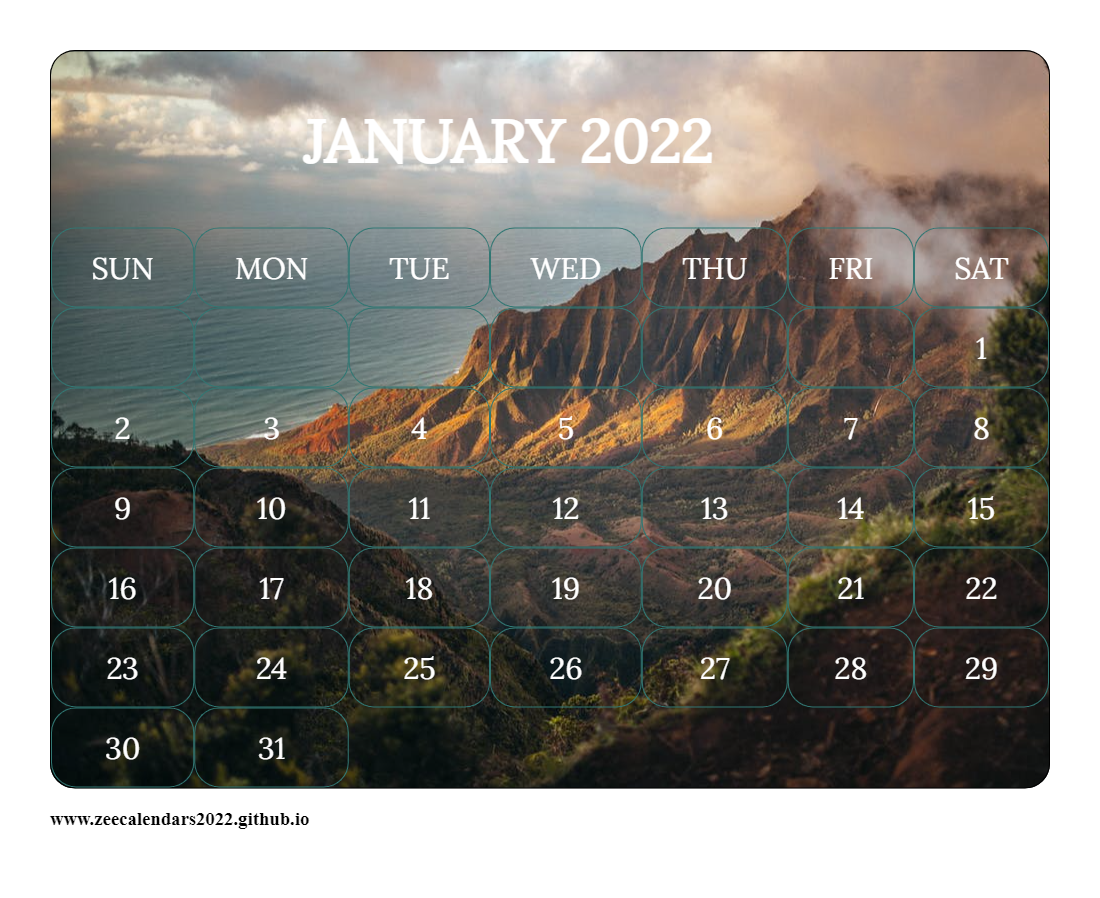 JANUARY 2022
SUN MON TUE WED THU FRI SAT
1
2 3 4 5 6 7 8
9 10 11 12 13 14 15
16 17 18 19 20 21 22
23 24 25 26 27 28 29
30 31
www.zeecalendars2022.github.io